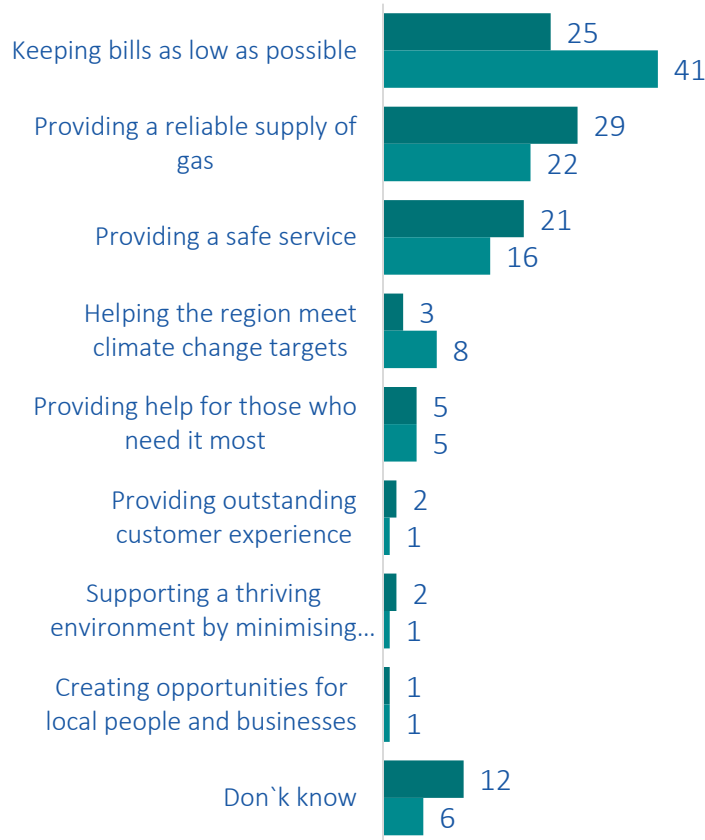 25
Keeping bills as low as possible
41
Providing a reliable supply of
gas
29
22
Providing a safe service
21
16
Helping the region meet
climate change targets
3
8
Providing help for those who
need it most
5
5
Providing outstanding
customer experience
2
1
Supporting a thriving
environment by minimising...
2
1
Creating opportunities for
local people and businesses
1
1
Don`k know
12
6